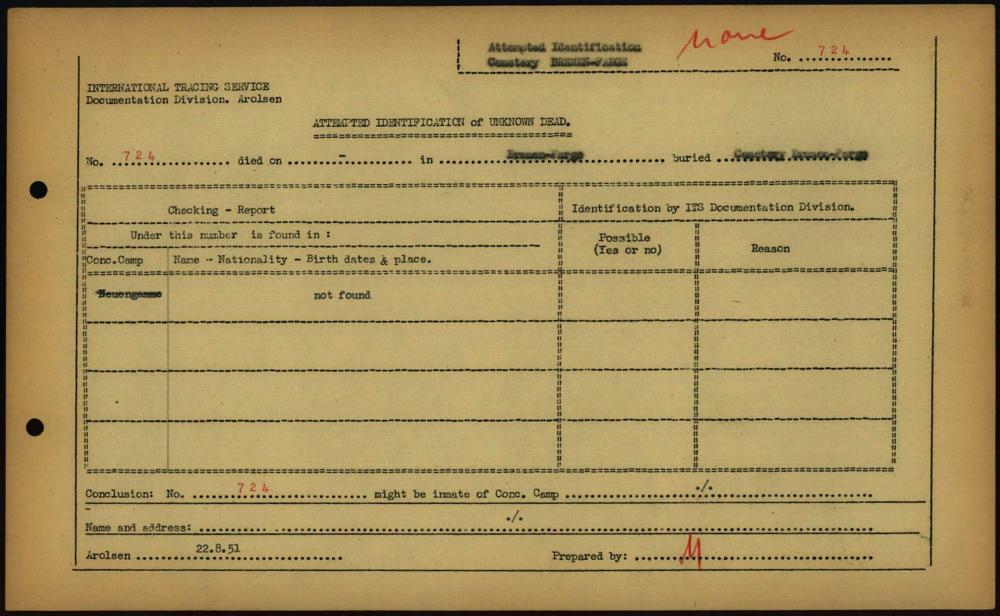 Attempted Identification none
Cemetery BREMEN-FARGE No. ..724..............
INTERNATIONAL TRACING SERVICE
Documentation Division. Arolsen
ATTEMPTED IDENTIFICATION of UNKNOWN DEAD.
No. ..724................ died on ........-.......... in ..........Bremen-Farge............ buried ..Cemetery Bremen-Farge
Checking - Report Identification by ITS Documentation Division.
Under this number is found in :
Possible
(Yes or no) Reason
Conc.Camp Name - Nationality - Birth dates & place.
Neuengamme not found
Conclusion: No. ........724.................. might be inmate of Conc. Camp ....................../.......................
Name and address: ................................................/.......................................................
Arolsen ..........22.8.51................. Prepared by: .......M...........................